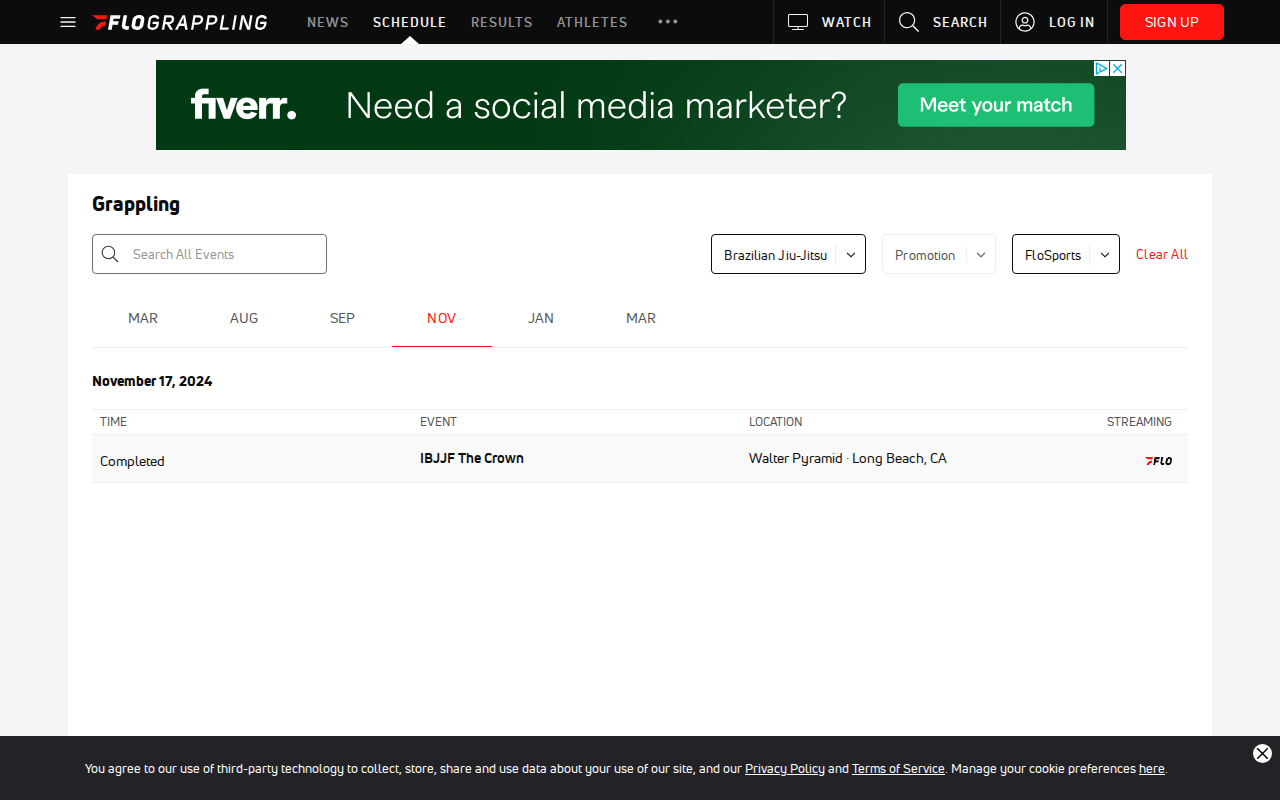 FLOGRAPPLING NEWS SCHEDULE RESULTS ATHLETES WATCH SEARCH LOG IN SIGN UP
fiverr. Need a social media marketer? Meet your match
Grappling
Search All Events Brazilian Jiu-Jitsu Promotion FloSports Clear All
MAR AUG SEP NOV JAN MAR
November 17, 2024
TIME EVENT LOCATION STREAMING
Completed IBJJF The Crown Walter Pyramid · Long Beach, CA FLO
You agree to our use of third-party technology to collect, store, share and use data about your use of our site, and our Privacy Policy and Terms of Service. Manage your cookie preferences here.